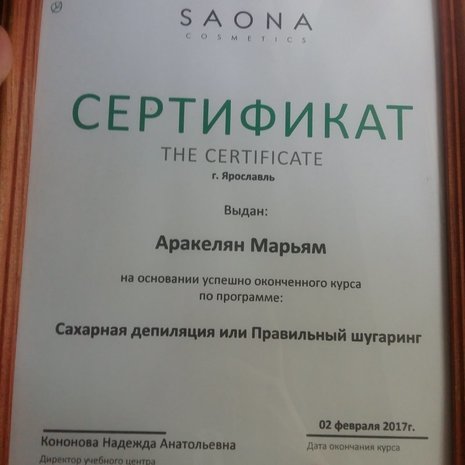 SAONA
COSMETICS
СЕРТИФИКАТ
THE CERTIFICATE
г. Ярославль
Выдан:
Аракелян Марьям
на основании успешно оконченного курса
по программе:
Сахарная депиляция или Правильный шугаринг
02 февраля 2017г.
Кононова Надежда Анатольевна
Дата окончания курса
Директор учебного центра